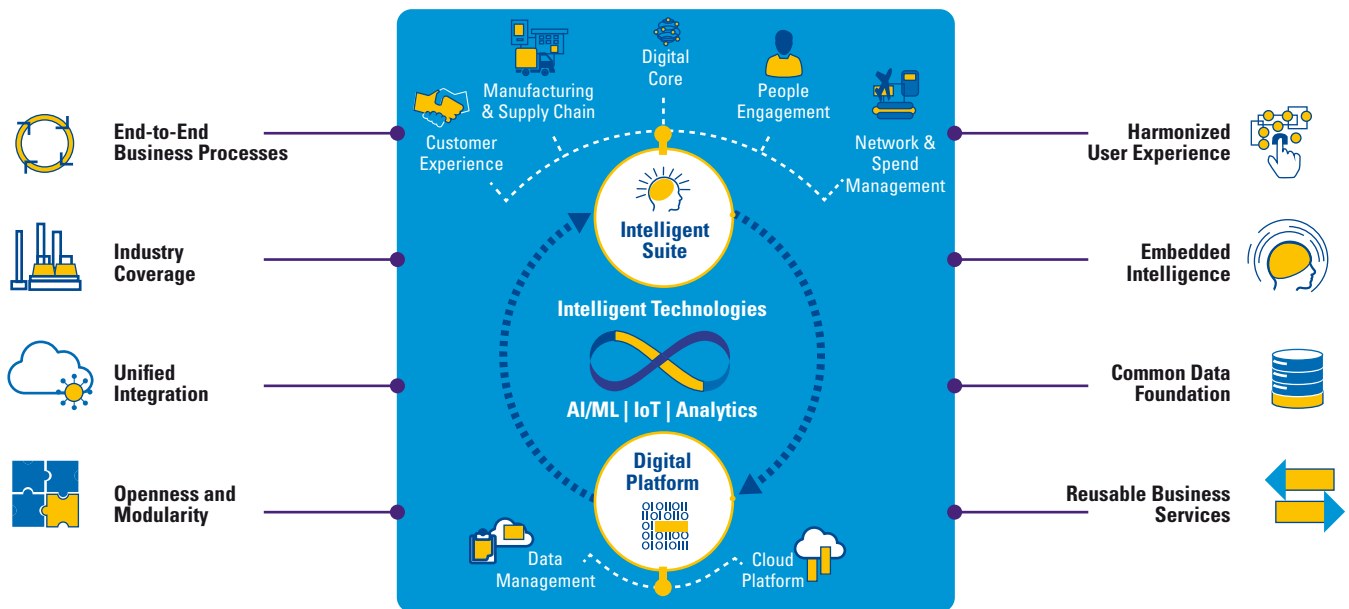 Digital
Core
Manufacturing
& Supply Chain
People
Engagement
Customer
Experience
Network &
Spend
Management
End-to-End
Business Processes
Industry
Coverage
Unified
Integration
Openness and
Modularity
Intelligent
Suite
Intelligent Technologies
AI/ML | IoT | Analytics
Digital
Platform
Data
Management
Cloud
Platform
Harmonized
User Experience
Embedded
Intelligence
Common Data
Foundation
Reusable Business
Services